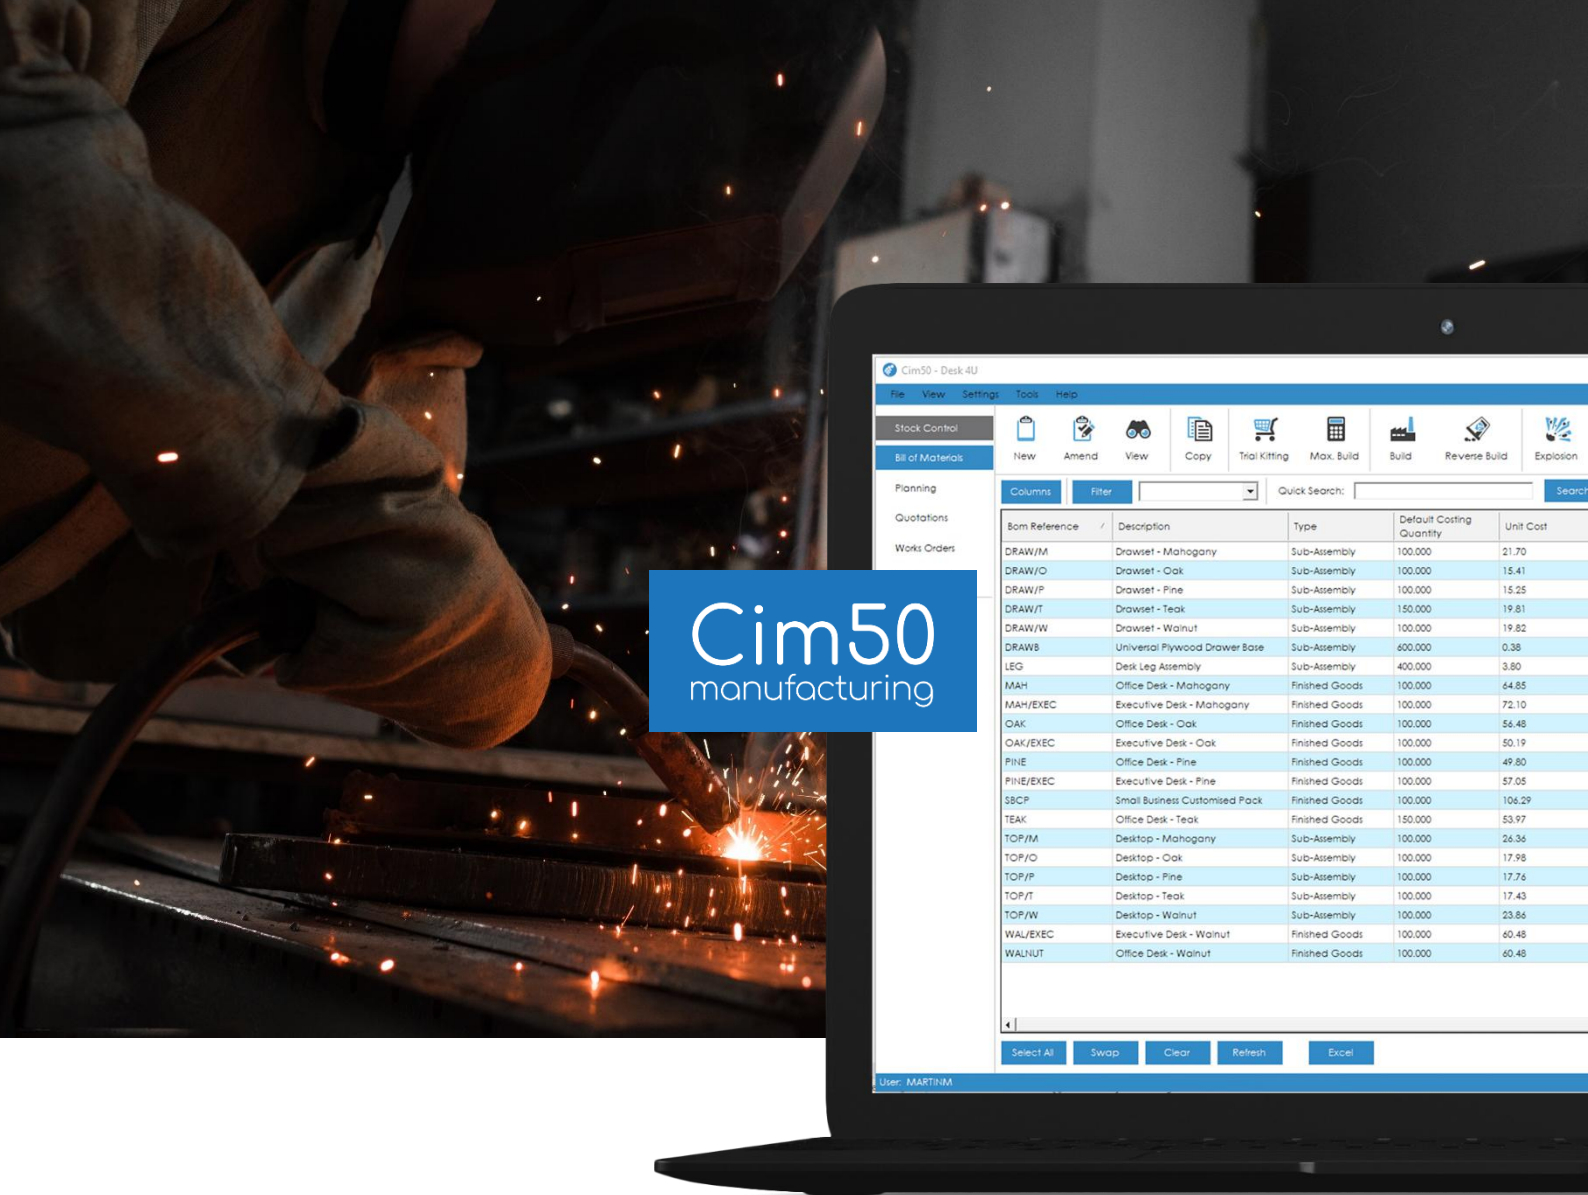 Cim50 - Desk 4U
File View Settings Tools Help
Stock Control
Bill of Materials
Planning
Quotations
Works Orders
New Amend View Copy Trial Kitting Max. Build Build Reverse Build Explosion
Columns Filter Quick Search: Search
Bom Reference Description Type Default Costing Quantity Unit Cost
DRAW/M Drawset - Mahogany Sub-Assembly 100.000 21.70
DRAW/O Drawset - Oak Sub-Assembly 100.000 15.41
DRAW/P Drawset - Pine Sub-Assembly 100.000 15.25
DRAW/T Drawset - Teak Sub-Assembly 150.000 19.81
DRAW/W Drawset - Walnut Sub-Assembly 100.000 19.82
DRAWB Universal Plywood Drawer Base Sub-Assembly 600.000 0.38
LEG Desk Leg Assembly Sub-Assembly 400.000 3.80
MAH Office Desk - Mahogany Finished Goods 100.000 64.85
MAH/EXEC Executive Desk - Mahogany Finished Goods 100.000 72.10
OAK Office Desk - Oak Finished Goods 100.000 56.48
OAK/EXEC Executive Desk - Oak Finished Goods 100.000 50.19
PINE Office Desk - Pine Finished Goods 100.000 49.80
PINE/EXEC Executive Desk - Pine Finished Goods 100.000 57.05
SBCP Small Business Customised Pack Finished Goods 100.000 106.29
TEAK Office Desk - Teak Finished Goods 150.000 53.97
TOP/M Desktop - Mahogany Sub-Assembly 100.000 26.36
TOP/O Desktop - Oak Sub-Assembly 100.000 17.98
TOP/P Desktop - Pine Sub-Assembly 100.000 17.76
TOP/T Desktop - Teak Sub-Assembly 100.000 17.43
TOP/W Desktop - Walnut Sub-Assembly 100.000 23.86
WAL/EXEC Executive Desk - Walnut Finished Goods 100.000 60.48
WALNUT Office Desk - Walnut Finished Goods 100.000 60.48
Select All Swap Clear Refresh Excel
User: MARTINM
Cim50
manufacturing